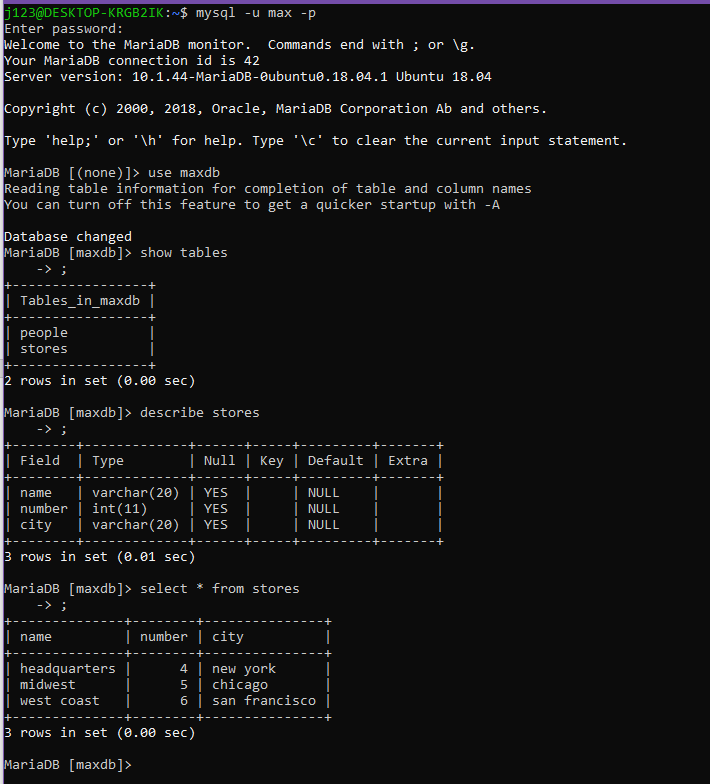 j123@DESKTOP-KRGB2IK:~$ mysql -u max -p
Enter password:
Welcome to the MariaDB monitor.  Commands end with ; or \g.
Your MariaDB connection id is 42
Server version: 10.1.44-MariaDB-0ubuntu0.18.04.1 Ubuntu 18.04

Copyright (c) 2000, 2018, Oracle, MariaDB Corporation Ab and others.

Type 'help;' or '\h' for help. Type '\c' to clear the current input statement.

MariaDB [(none)]> use maxdb
Reading table information for completion of table and column names
You can turn off this feature to get a quicker startup with -A

Database changed
MariaDB [maxdb]> show tables
    -> ;
+-----------------+
| Tables_in_maxdb |
+-----------------+
| people          |
| stores          |
+-----------------+
2 rows in set (0.00 sec)

MariaDB [maxdb]> describe stores
    -> ;
+--------+-------------+------+-----+---------+-------+
| Field  | Type        | Null | Key | Default | Extra |
+--------+-------------+------+-----+---------+-------+
| name   | varchar(20) | YES  |     | NULL    |       |
| number | int(11)     | YES  |     | NULL    |       |
| city   | varchar(20) | YES  |     | NULL    |       |
+--------+-------------+------+-----+---------+-------+
3 rows in set (0.01 sec)

MariaDB [maxdb]> select * from stores
    -> ;
+--------------+--------+---------------+
| name         | number | city          |
+--------------+--------+---------------+
| headquarters |      4 | new york      |
| midwest      |      5 | chicago       |
| west coast   |      6 | san francisco |
+--------------+--------+---------------+
3 rows in set (0.00 sec)

MariaDB [maxdb]>